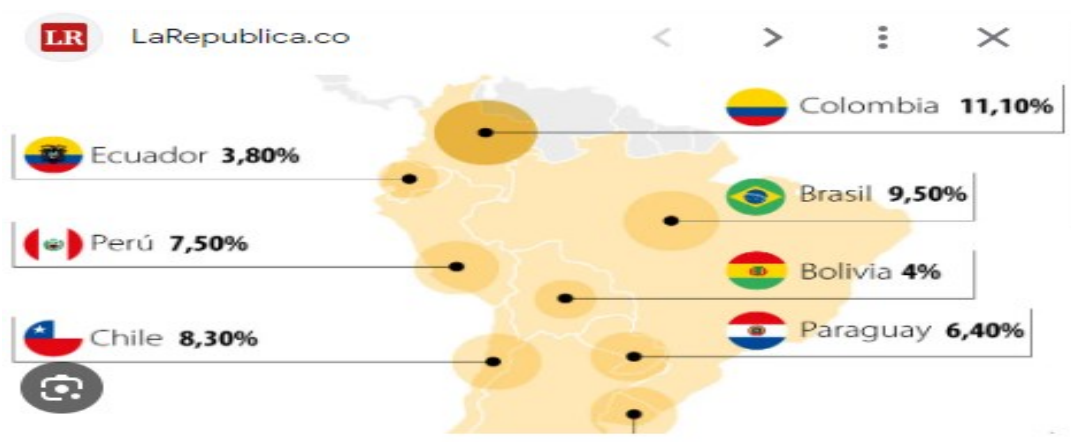 LR LaRepublica.co
Colombia 11,10%
Ecuador 3,80%
Brasil 9,50%
Perú 7,50%
Bolivia 4%
Chile 8,30%
Paraguay 6,40%